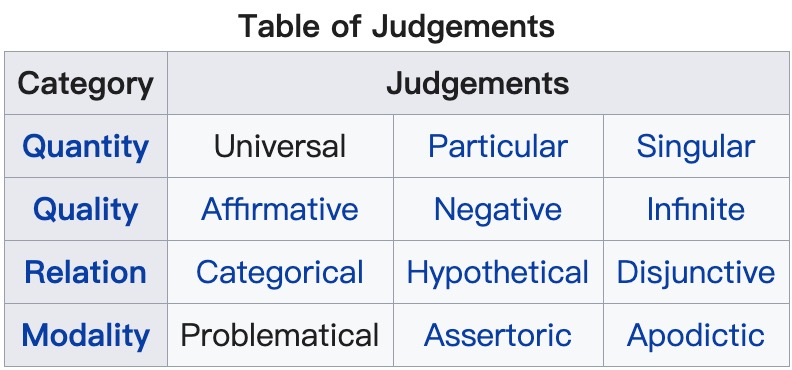 Table of Judgements
Category Judgements
Quantity Universal Particular Singular
Quality Affirmative Negative Infinite
Relation Categorical Hypothetical Disjunctive
Modality Problematical Assertoric Apodictic